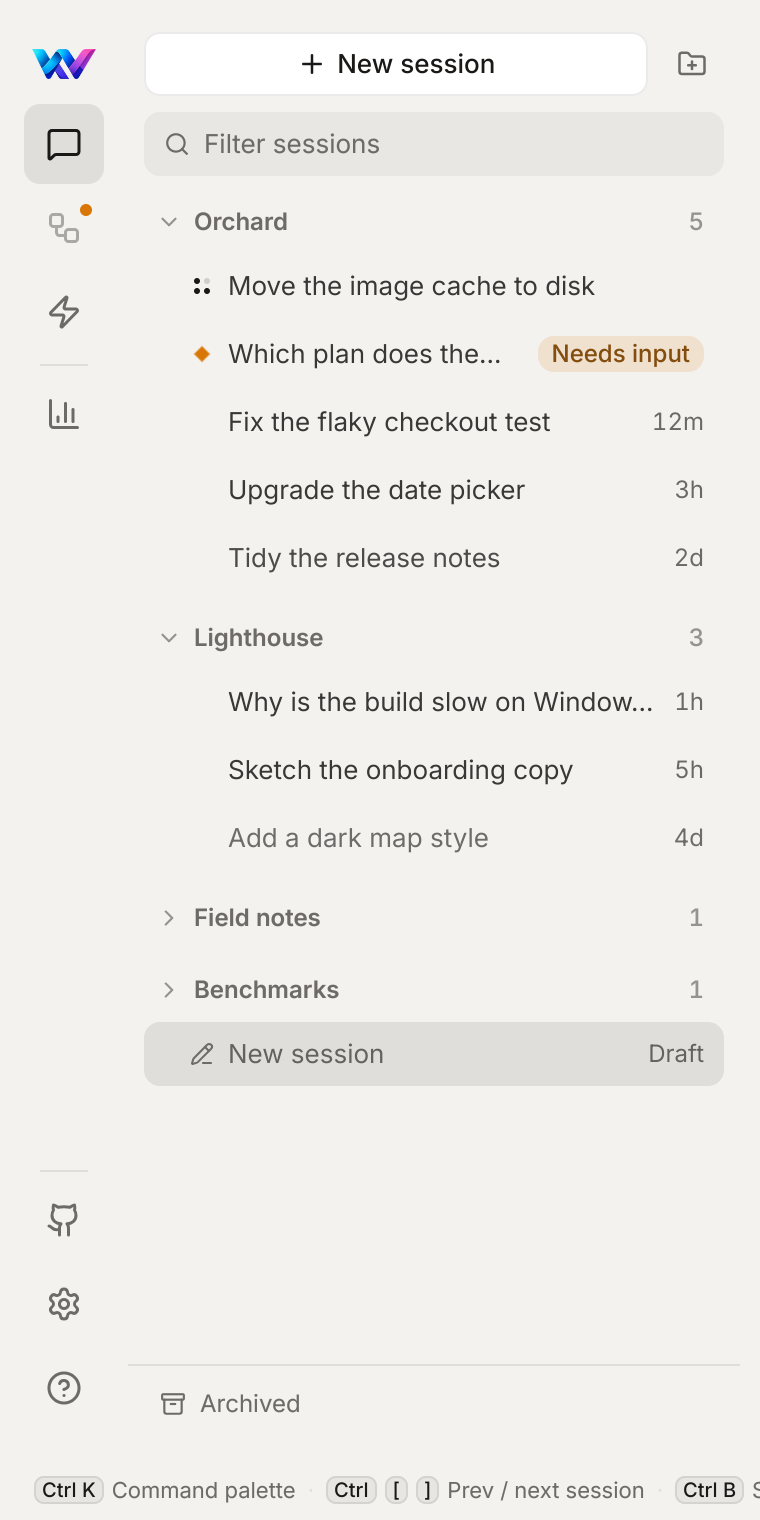 New session
Filter sessions
Orchard 5
Move the image cache to disk
Which plan does the... Needs input
Fix the flaky checkout test 12m
Upgrade the date picker 3h
Tidy the release notes 2d
Lighthouse 3
Why is the build slow on Window... 1h
Sketch the onboarding copy 5h
Add a dark map style 4d
Field notes 1
Benchmarks 1
New session Draft
Archived
Ctrl K Command palette · Ctrl [ ] Prev / next session · Ctrl B